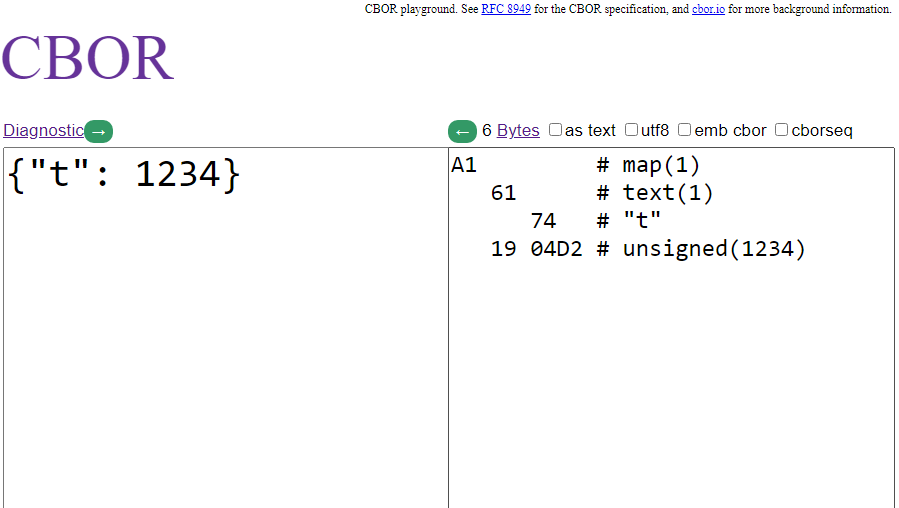 CBOR playground. See RFC 8949 for the CBOR specification, and cbor.io for more background information.
CBOR
Diagnostic →
← 6 Bytes as text utf8 emb cbor cborseq
{"t": 1234}
A1 # map(1)
61 # text(1)
74 # "t"
19 04D2 # unsigned(1234)